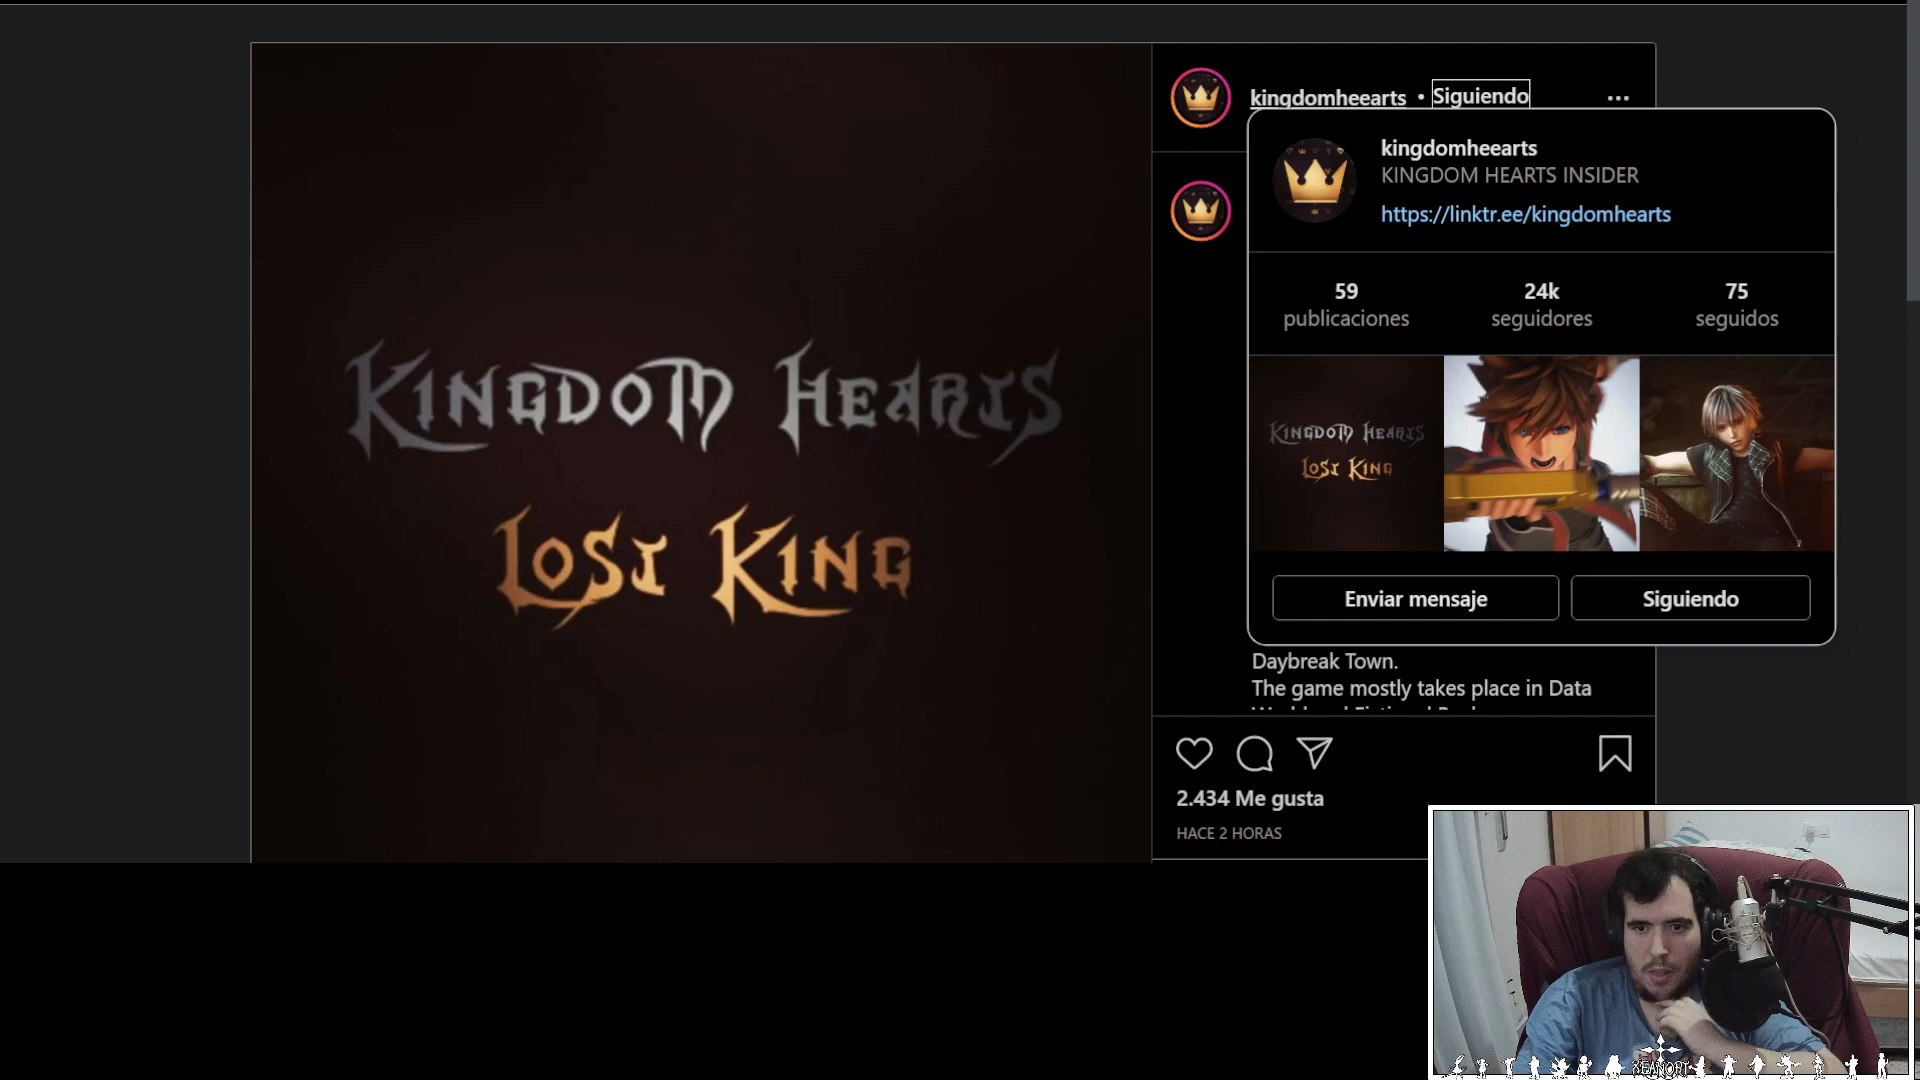 KINGDOM HEARTS
LOST KING
kingdomheearts • Siguiendo
kingdomheearts
KINGDOM HEARTS INSIDER
https://linktr.ee/kingdomhearts
59
publicaciones
24k
seguidores
75
seguidos
KINGDOM HEARTS
LOST KING
Enviar mensaje
Siguiendo
Daybreak Town.
The game mostly takes place in Data
2.434 Me gusta
HACE 2 HORAS
XEANORT